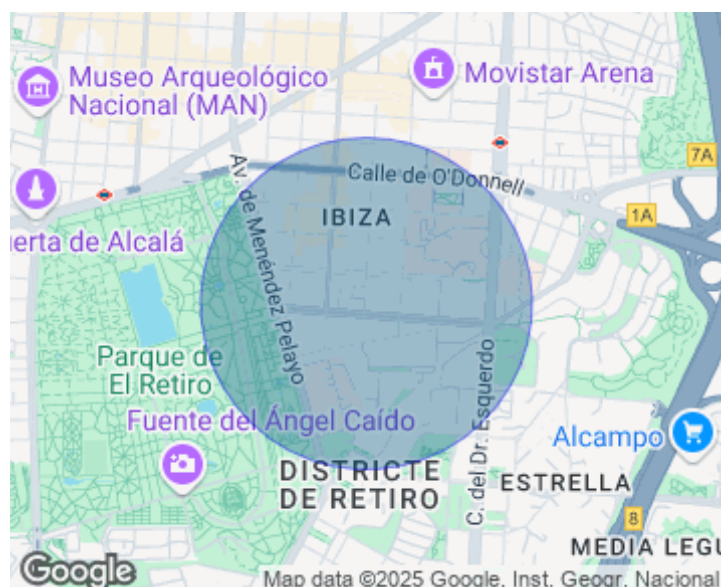 Museo Arqueológico
Nacional (MAN)
Movistar Arena
7A
Calle de O'Donnell
Av. de Menéndez Pelayo
IBIZA
1A
uerta de Alcalá
Parque de
El Retiro
C. del Dr. Esquerdo
Fuente del Ángel Caído
Alcampo
DISTRICTE
DE RETIRO
ESTRELLA
8
MEDIA LEGU
Google
Map data ©2025 Google, Inst. Geogr. Nacional